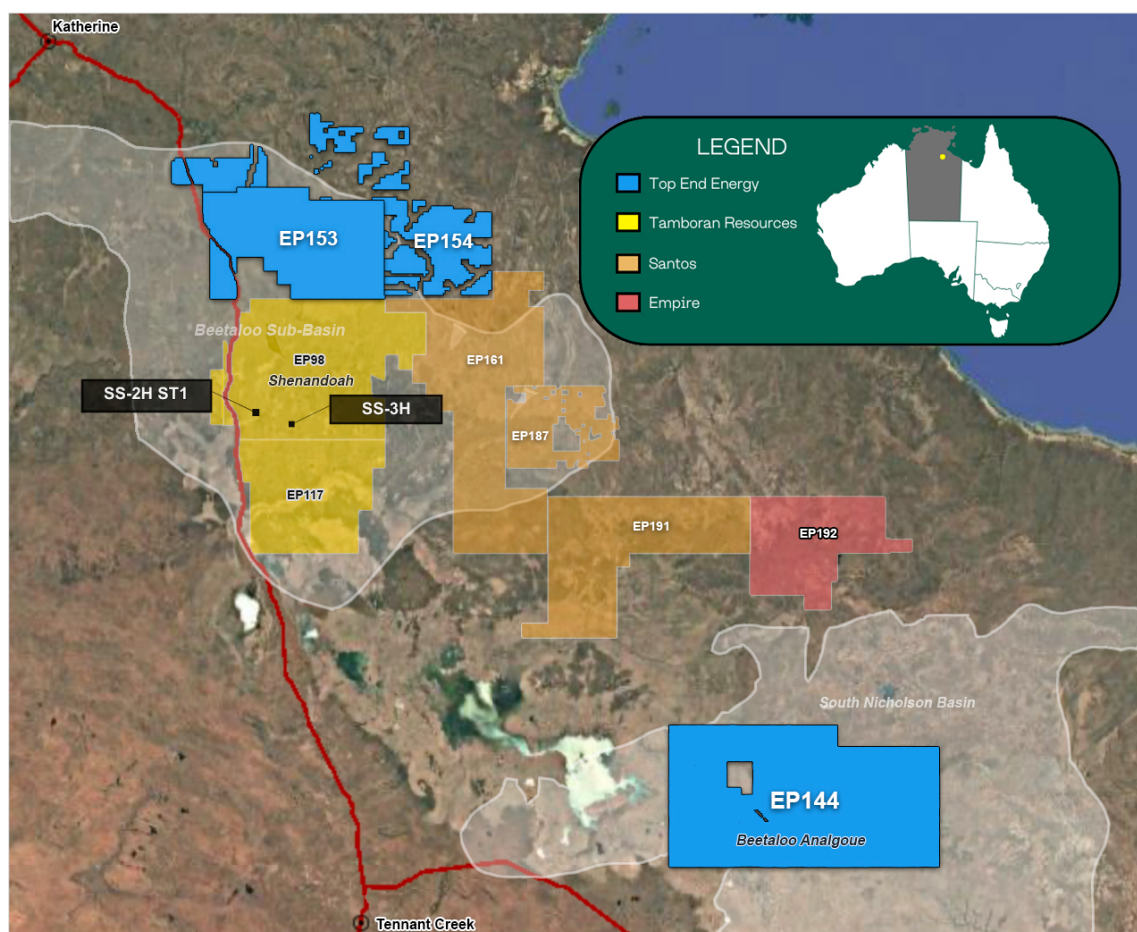 Katherine
LEGEND
Top End Energy
Tamboran Resources
Santos
Empire
EP153
EP154
Beetaloo Sub-Basin
EP98
Shenandoah
EP161
SS-2H ST1
SS-3H
EP187
EP117
EP191
EP192
South Nicholson Basin
EP144
Beetaloo Analgoue
Tennant Creek